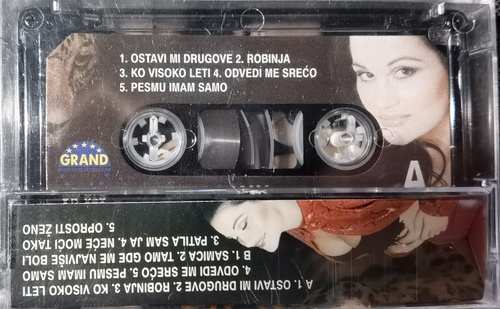 1. OSTAVI MI DRUGOVE 2. ROBINJA
3. KO VISOKO LETI 4. ODVEDI ME SREĆO
5. PESMU IMAM SAMO
GRAND
A
A 1. OSTAVI MI DRUGOVE 2. ROBINJA 3. KO VISOKO LETI
4. ODVEDI ME SREĆO 5. PESMU IMAM SAMO
B 1. SAMICA 2. TAMO GDE ME NAJVIŠE BOLI
3. PATILA SAM JA 4. NEĆE MOĆI TAKO
5. OPROSTI ŽENO